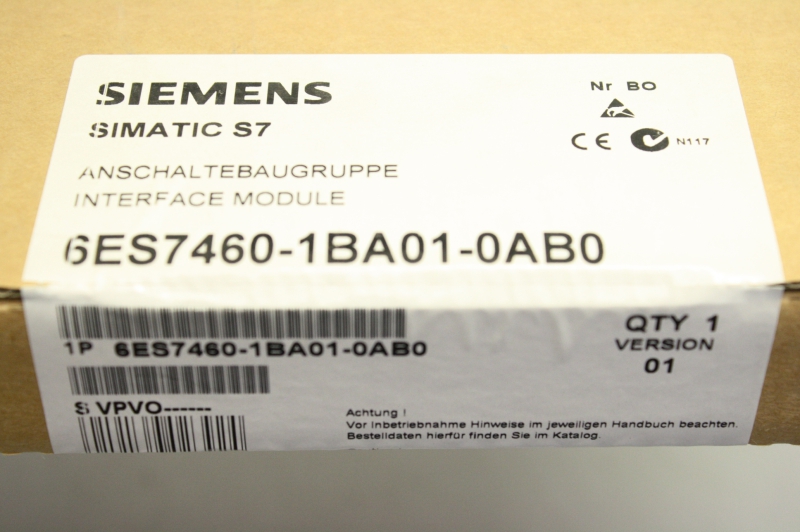 SIEMENS
Nr BO
SIMATIC S7
CE N117
ANSCHALTEBAUGRUPPE
INTERFACE MODULE
6ES7460-1BA01-0AB0
QTY 1
1P 6ES7460-1BA01-0AB0
VERSION
01
S VPVO------
Achtung !
Vor Inbetriebnahme Hinweise im jeweiligen Handbuch beachten.
Bestelldaten hierfür finden Sie im Katalog.